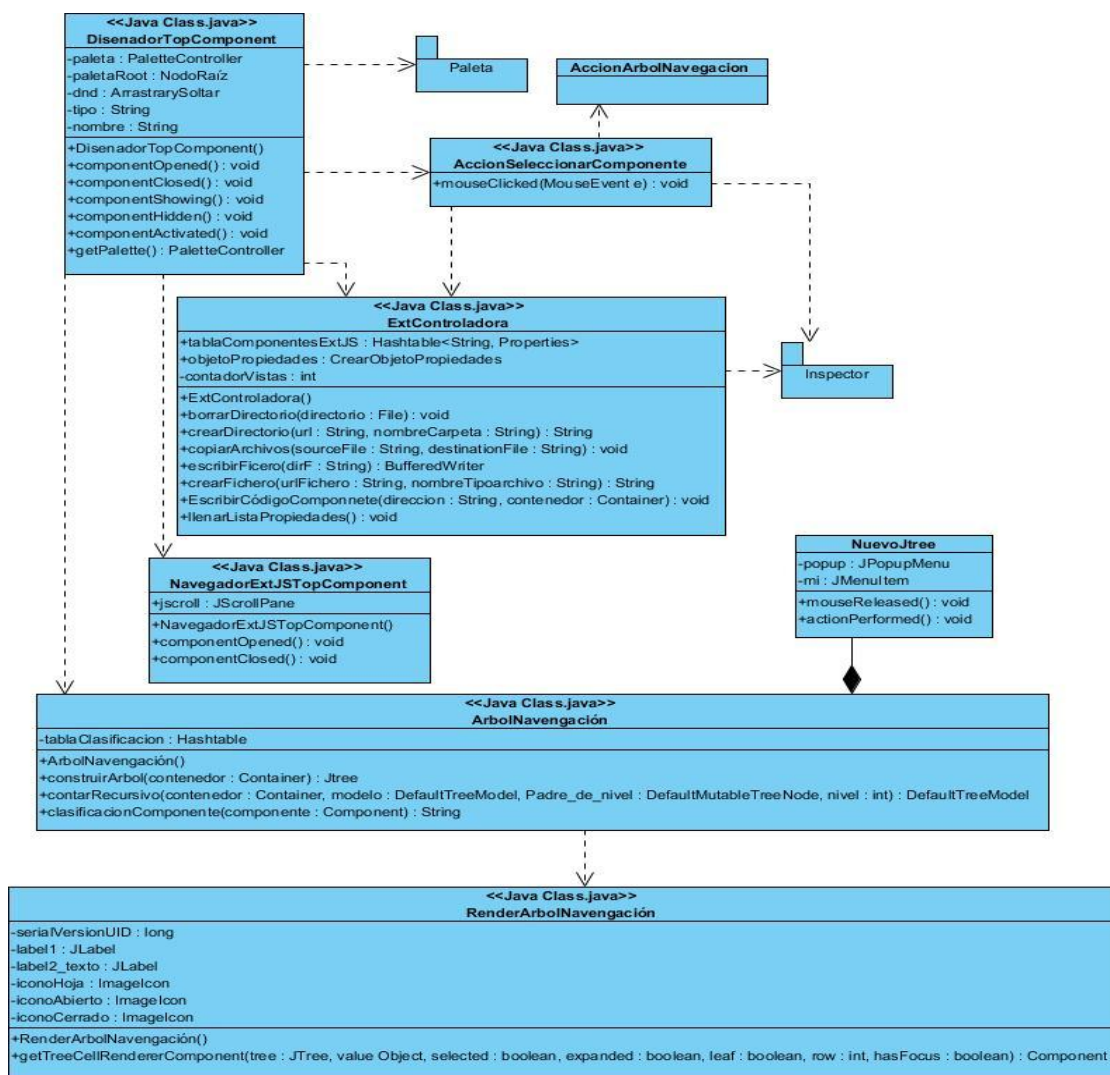 <<Java Class.java>>
DisenadorTopComponent
-paleta : PaletteController
-paletaRoot : NodoRaíz
-dnd : ArrastrarySoltar
-tipo : String
-nombre : String
+DisenadorTopComponent()
+componentOpened() : void
+componentClosed() : void
+componentShowing() : void
+componentHidden() : void
+componentActivated() : void
+getPalette() : PaletteController
Paleta
AccionArbolNavegacion
<<Java Class.java>>
AccionSeleccionarComponente
+mouseClicked(MouseEvent e) : void
<<Java Class.java>>
ExtControladora
+tablaComponentesExtJS : Hashtable<String, Properties>
+objetoPropiedades : CrearObjetoPropiedades
-contadorVistas : int
+ExtControladora()
+borrarDirectorio(directorio : File) : void
+crearDirectorio(url : String, nombreCarpeta : String) : String
+copiarArchivos(sourceFile : String, destinationFile : String) : void
+escribirFicero(dirF : String) : BufferedWriter
+crearFichero(urlFichero : String, nombreTipoarchivo : String) : String
+EscribirCódigoComponnete(direccion : String, contenedor : Container) : void
+llenarListaPropiedades() : void
Inspector
<<Java Class.java>>
NavegadorExtJSTopComponent
+jscroll : JScrollPane
+NavegadorExtJSTopComponent()
+componentOpened() : void
+componentClosed() : void
NuevoJtree
-popup : JPopupMenu
-mi : JMenuItem
+mouseReleased() : void
+actionPerformed() : void
<<Java Class.java>>
ArbolNavengación
-tablaClasificacion : Hashtable
+ArbolNavengación()
+construirArbol(contenedor : Container) : Jtree
+contarRecursivo(contenedor : Container, modelo : DefaultTreeModel, Padre_de_nivel : DefaultMutableTreeNode, nivel : int) : DefaultTreeModel
+clasificacionComponente(componente : Component) : String
<<Java Class.java>>
RenderArbolNavengación
-serialVersionUID : long
-label1 : JLabel
-label2_texto : JLabel
-iconoHoja : ImageIcon
-iconoAbierto : ImageIcon
-iconoCerrado : ImageIcon
+RenderArbolNavengación()
+getTreeCellRendererComponent(tree : JTree, value Object, selected : boolean, expanded : boolean, leaf : boolean, row : int, hasFocus : boolean) : Component